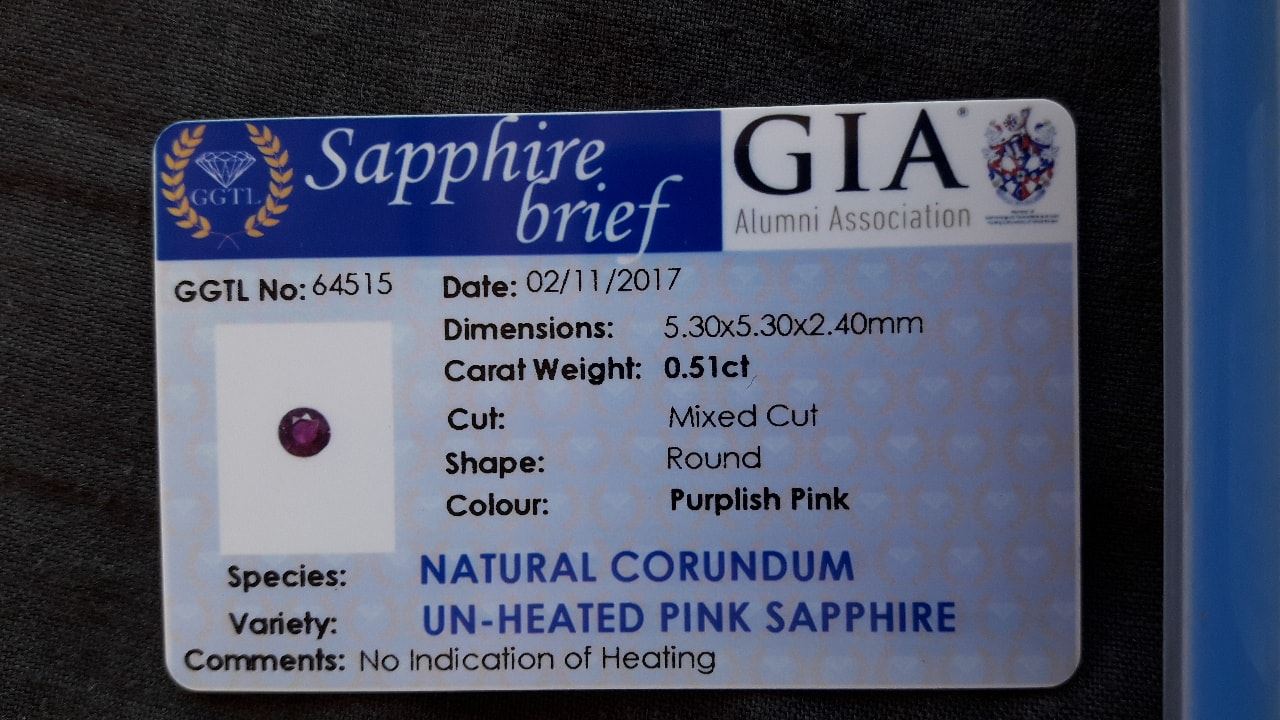 GGTL
Sapphire
brief
GIA®
Alumni Association
GGTL No: 64515
Date: 02/11/2017
Dimensions: 5.30x5.30x2.40mm
Carat Weight: 0.51ct
Cut: Mixed Cut
Shape: Round
Colour: Purplish Pink
Species: NATURAL CORUNDUM
Variety: UN-HEATED PINK SAPPHIRE
Comments: No Indication of Heating